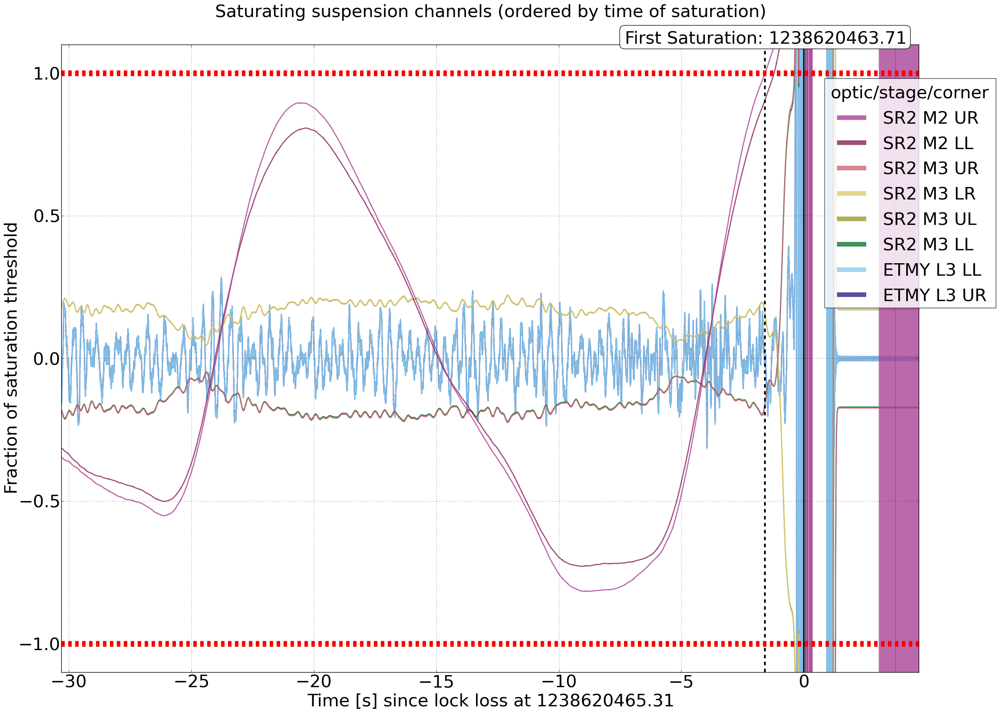 Saturating suspension channels (ordered by time of saturation)
First Saturation: 1238620463.71
Fraction of saturation threshold
1.0
0.5
0.0
−0.5
−1.0
optic/stage/corner
SR2 M2 UR
SR2 M2 LL
SR2 M3 UR
SR2 M3 LR
SR2 M3 UL
SR2 M3 LL
ETMY L3 LL
ETMY L3 UR
−30 −25 −20 −15 −10 −5 0
Time [s] since lock loss at 1238620465.31